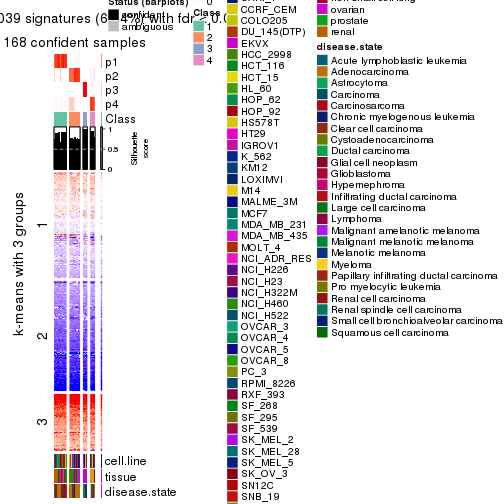 Status (barplots)
confident
ambiguous
168 confident samples
p1
p2
p3
p4
Class
1
0.5
0
Silhouette
score
k-means with 3 groups
1
2
3
cell.line
tissue
disease.state
Class
1
2
3
4
CCRF_CEM
COLO205
DU_145(DTP)
EKVX
HCC_2998
HCT_116
HCT_15
HL_60
HOP_62
HOP_92
HS578T
HT29
IGROV1
K_562
KM12
LOXIMVI
M14
MALME_3M
MCF7
MDA_MB_231
MDA_MB_435
MOLT_4
NCI_ADR_RES
NCI_H226
NCI_H23
NCI_H322M
NCI_H460
NCI_H522
OVCAR_3
OVCAR_4
OVCAR_5
OVCAR_8
PC_3
RPMI_8226
RXF_393
SF_268
SF_295
SF_539
SK_MEL_2
SK_MEL_28
SK_MEL_5
SK_OV_3
SN12C
SNB_19
ovarian
prostate
renal
disease.state
Acute lymphoblastic leukemia
Adenocarcinoma
Astrocytoma
Carcinoma
Carcinosarcoma
Chronic myelogenous leukemia
Clear cell carcinoma
Cystoadenocarcinoma
Ductal carcinoma
Glial cell neoplasm
Glioblastoma
Hypernephroma
Infiltrating ductal carcinoma
Large cell carcinoma
Lymphoma
Malignant amelanotic melanoma
Malignant melanotic melanoma
Melanotic melanoma
Myeloma
Papillary infiltrating ductal carcinoma
Pro myelocytic leukemia
Renal cell carcinoma
Renal spindle cell carcinoma
Small cell bronchioalveolar carcinoma
Squamous cell carcinoma